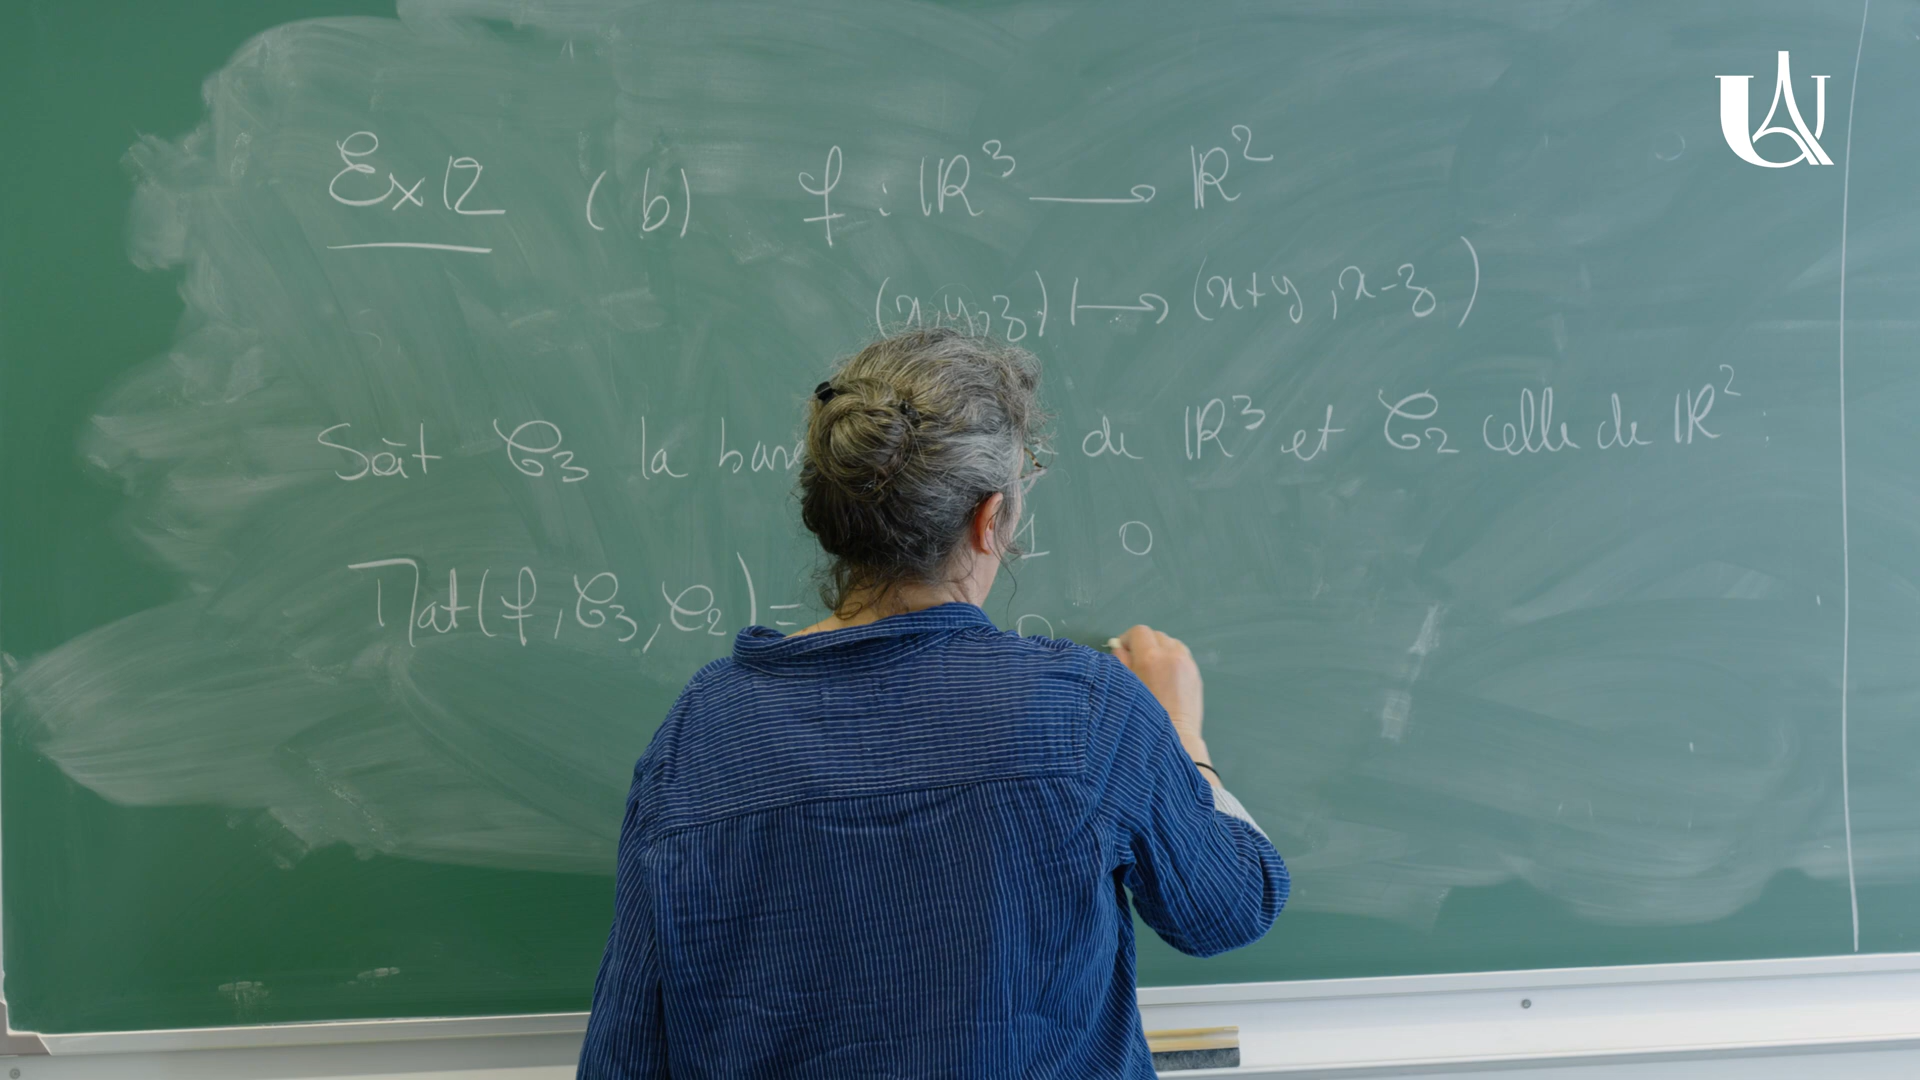 Ex 12 (b) f : ℝ³ → ℝ²
(x,y,z) ↦ (x+y, x-z)
Soit 𝒞₃ la base de ℝ³ et 𝒞₂ celle de ℝ² :
1 0
Mat(f, 𝒞₃, 𝒞₂) = 0